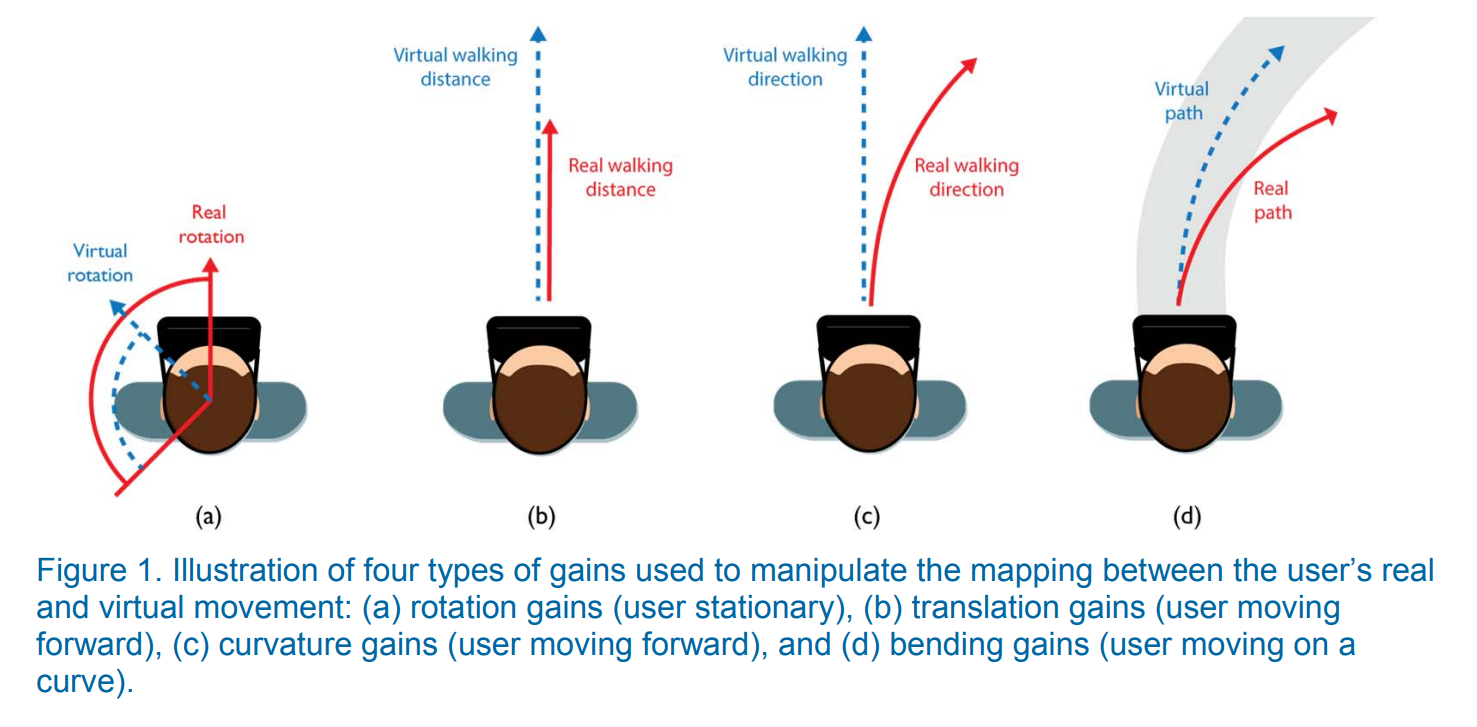 Virtual walking
distance
Virtual walking
direction
Virtual
path
Real walking
distance
Real walking
direction
Real
path
Real
rotation
Virtual
rotation
(a)
(b)
(c)
(d)
Figure 1. Illustration of four types of gains used to manipulate the mapping between the user’s real
and virtual movement: (a) rotation gains (user stationary), (b) translation gains (user moving
forward), (c) curvature gains (user moving forward), and (d) bending gains (user moving on a
curve).